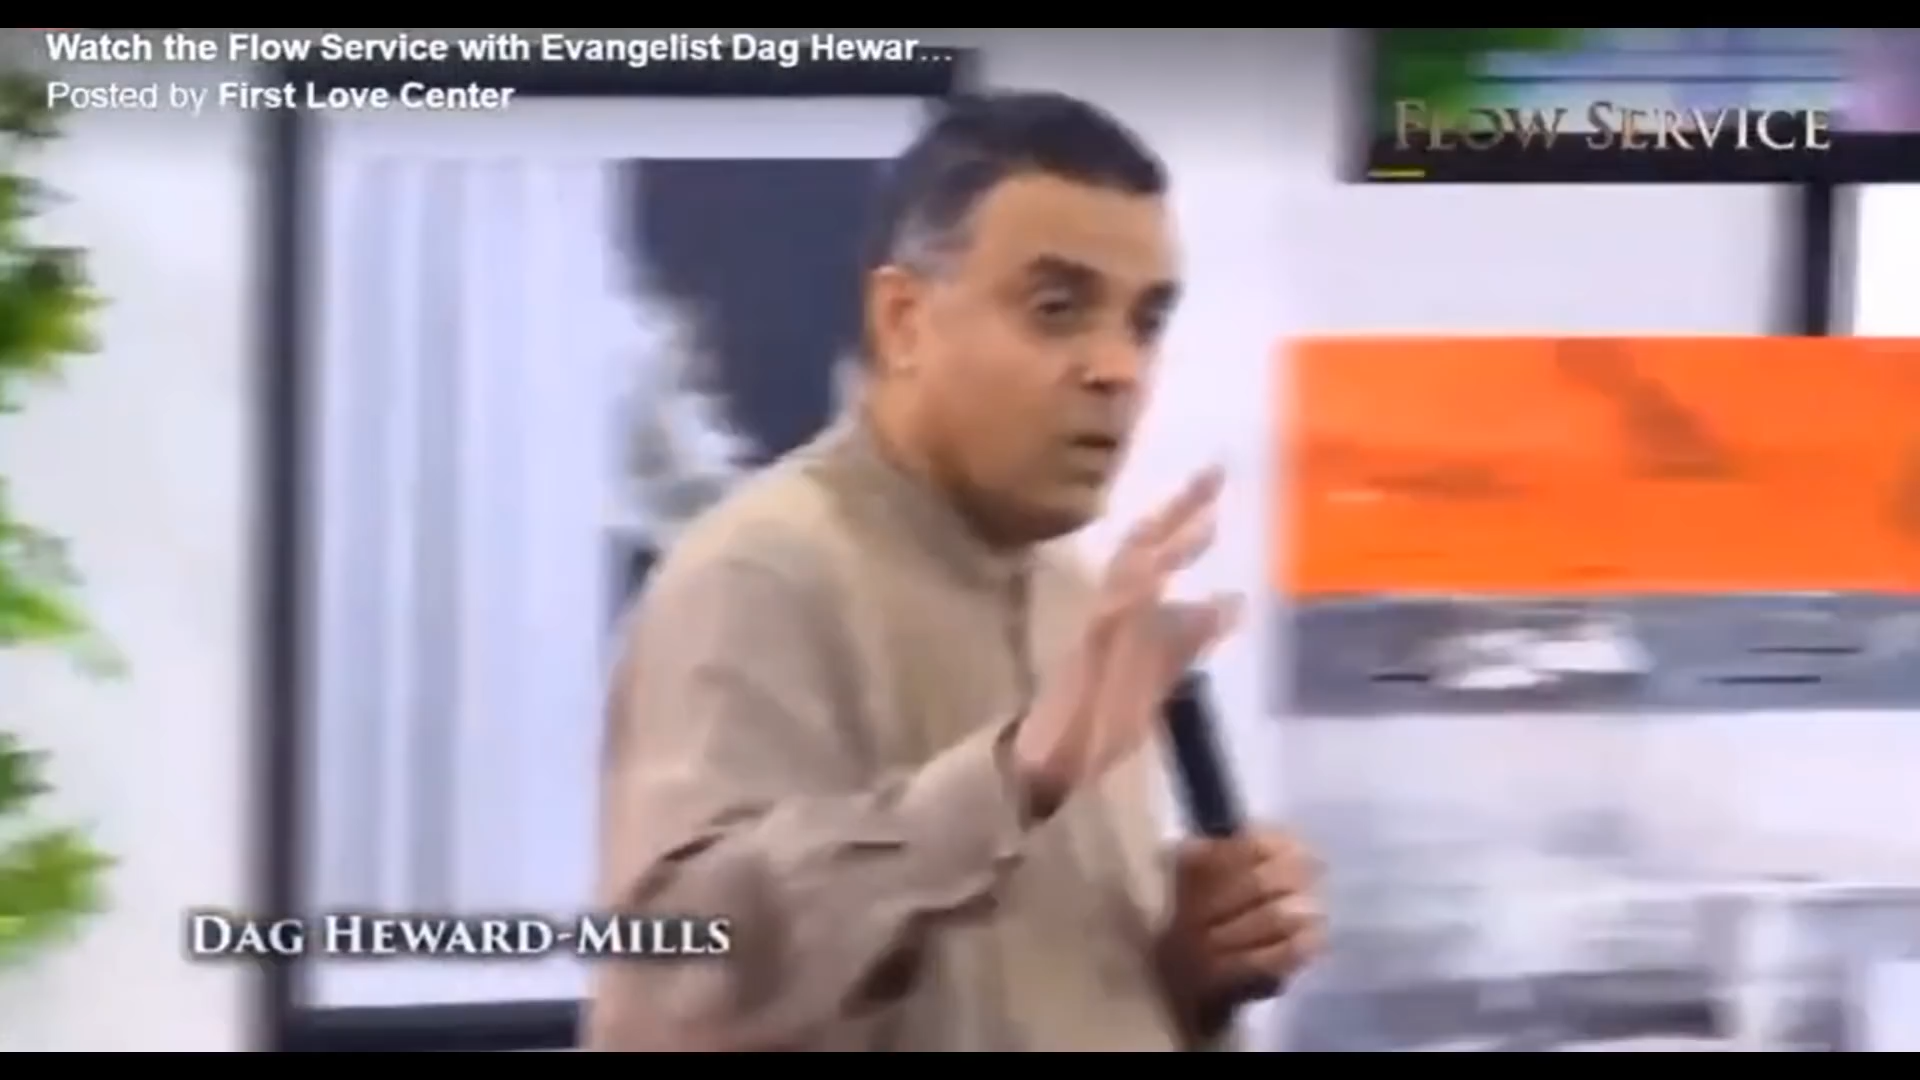 Watch the Flow Service with Evangelist Dag Hewar...
Posted by First Love Center
FLOW SERVICE
DAG HEWARD-MILLS